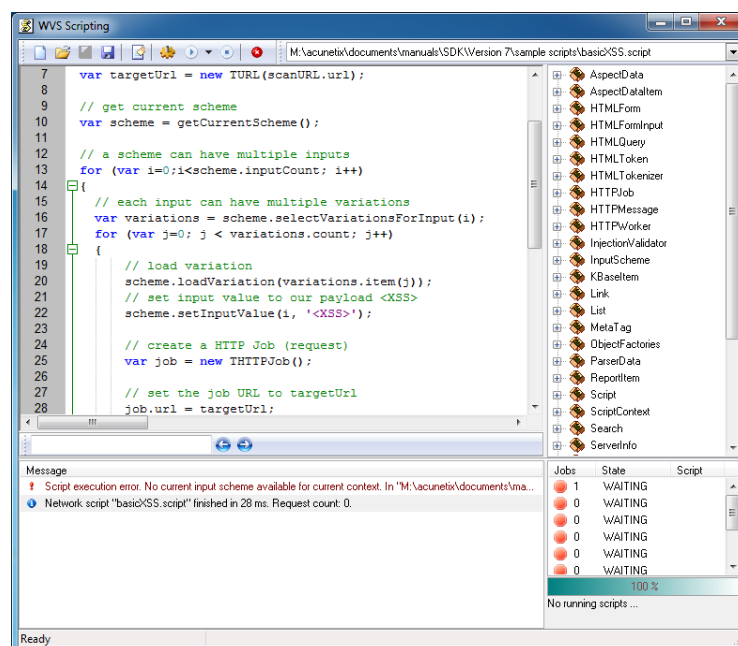 WVS Scripting
M:\acunetix\documents\manuals\SDK\Version 7\sample scripts\basicXSS.script
7 var targetUrl = new TURL(scanURL.url);
8
9 // get current scheme
10 var scheme = getCurrentScheme();
11
12 // a scheme can have multiple inputs
13 for (var i=0;i<scheme.inputCount; i++)
14 {
15 // each input can have multiple variations
16 var variations = scheme.selectVariationsForInput(i);
17 for (var j=0; j < variations.count; j++)
18 {
19 // load variation
20 scheme.loadVariation(variations.item(j));
21 // set input value to our payload <XSS>
22 scheme.setInputValue(i, '<XSS>');
23
24 // create a HTTP Job (request)
25 var job = new THTTPJob();
26
27 // set the job URL to targetUrl
28 job.url = targetUrl;
AspectData
AspectDataItem
HTMLForm
HTMLFormInput
HTMLQuery
HTMLToken
HTMLTokenizer
HTTPJob
HTTPMessage
HTTPWorker
InjectionValidator
InputScheme
KBaseItem
Link
List
MetaTag
ObjectFactories
ParserData
ReportItem
Script
ScriptContext
Search
ServerInfo
Message
Script execution error. No current input scheme available for current context. In "M:\acunetix\documents\ma...
Network script "basicXSS.script" finished in 28 ms. Request count: 0.
Jobs State Script
1 WAITING
0 WAITING
0 WAITING
0 WAITING
0 WAITING
0 WAITING
100 %
No running scripts ...
Ready